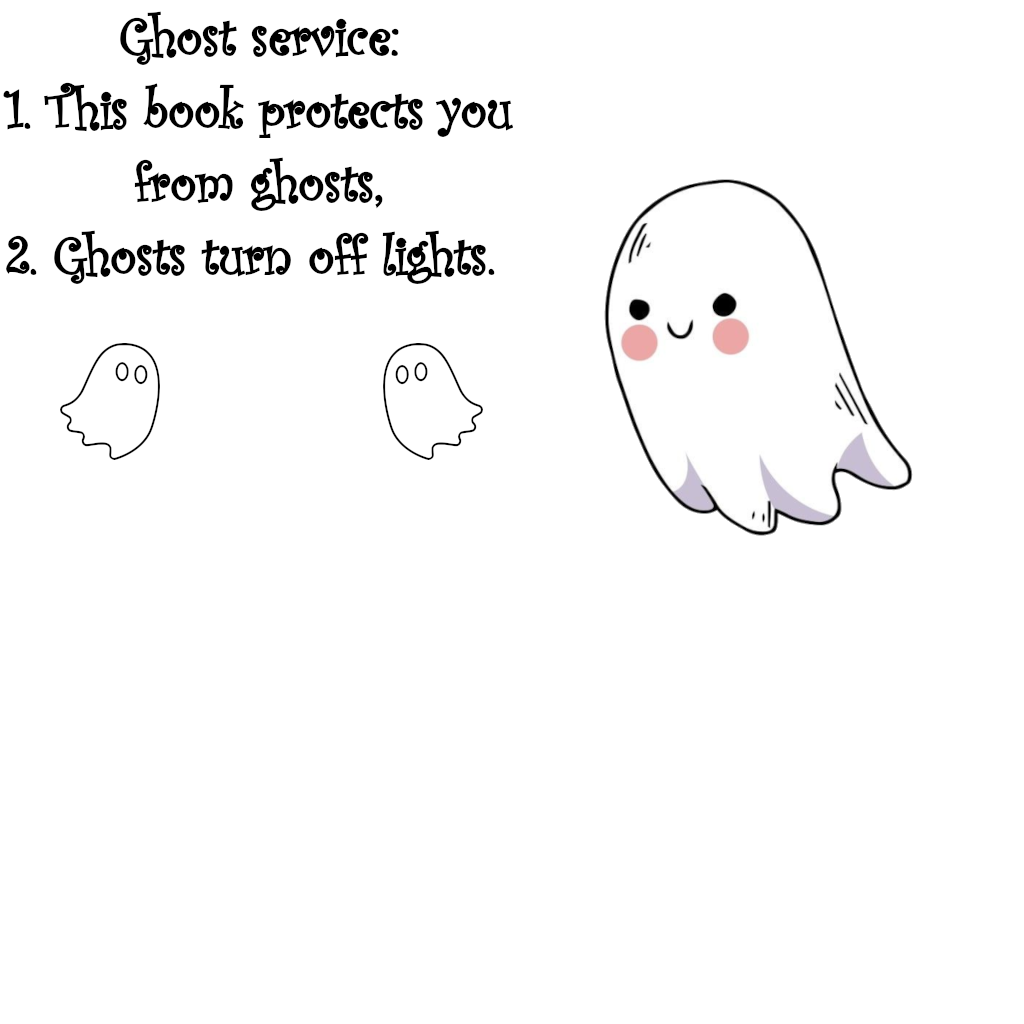 Ghost service:
1. This book protects you
from ghosts,
2. Ghosts turn off lights.